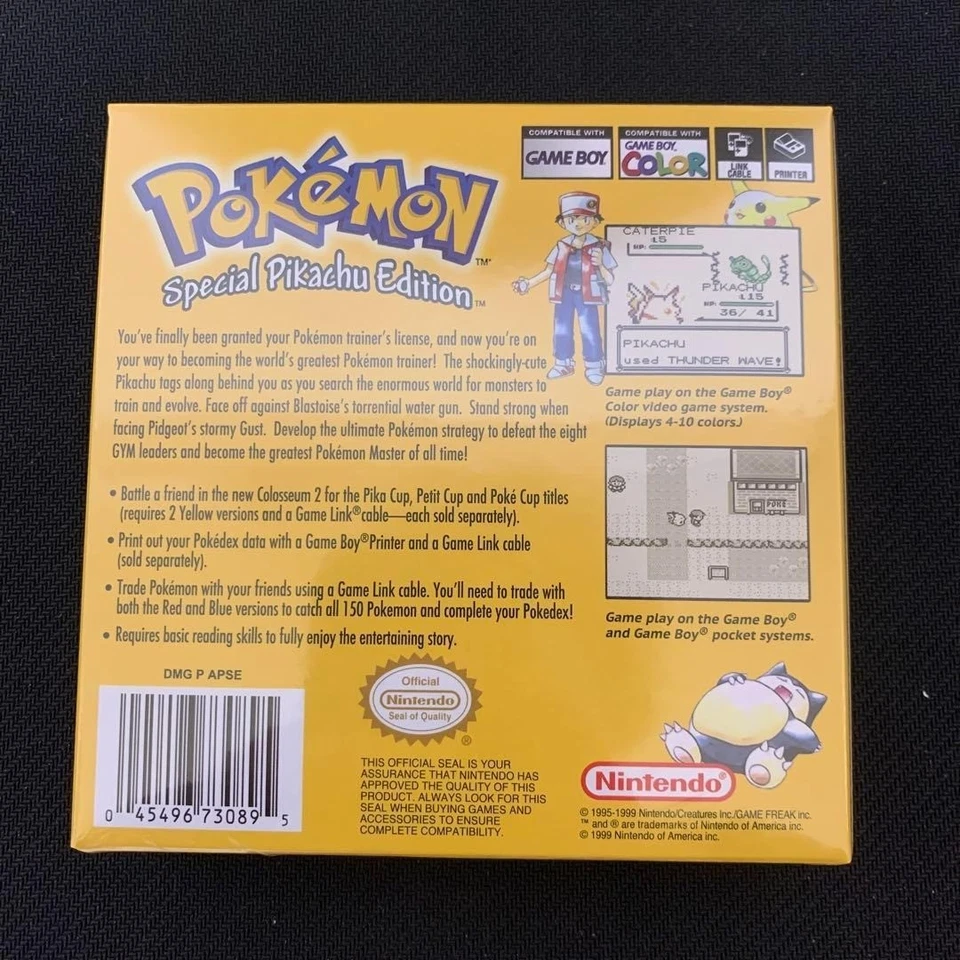 COMPATIBLE WITH
GAME BOY
COMPATIBLE WITH
GAME BOY
COLOR
LINK
CABLE
PRINTER
POKéMON
TM
Special Pikachu Edition
TM
You've finally been granted your Pokémon trainer's license, and now you're on
your way to becoming the world's greatest Pokémon trainer! The shockingly-cute
Pikachu tags along behind you as you search the enormous world for monsters to
train and evolve. Face off against Blastoise's torrential water gun. Stand strong when
facing Pidgeot's stormy Gust. Develop the ultimate Pokémon strategy to defeat the eight
GYM leaders and become the greatest Pokémon Master of all time!
• Battle a friend in the new Colosseum 2 for the Pika Cup, Petit Cup and Poké Cup titles
(requires 2 Yellow versions and a Game Link® cable—each sold separately).
• Print out your Pokédex data with a Game Boy® Printer and a Game Link cable
(sold separately).
• Trade Pokémon with your friends using a Game Link cable. You'll need to trade with
both the Red and Blue versions to catch all 150 Pokemon and complete your Pokedex!
• Requires basic reading skills to fully enjoy the entertaining story.
CATERPIE
:L5
HP:
PIKACHU
:L15
HP:
36/ 41
PIKACHU
used THUNDER WAVE!
Game play on the Game Boy®
Color video game system.
(Displays 4-10 colors.)
POKE
Game play on the Game Boy®
and Game Boy® pocket systems.
DMG P APSE
0 45496 73089 5
Official
Nintendo
Seal of Quality
®
THIS OFFICIAL SEAL IS YOUR
ASSURANCE THAT NINTENDO HAS
APPROVED THE QUALITY OF THIS
PRODUCT. ALWAYS LOOK FOR THIS
SEAL WHEN BUYING GAMES AND
ACCESSORIES TO ENSURE
COMPLETE COMPATIBILITY.
Nintendo®
© 1995-1999 Nintendo/Creatures Inc./GAME FREAK inc.
™ and ® are trademarks of Nintendo of America inc.
© 1999 Nintendo of America inc.